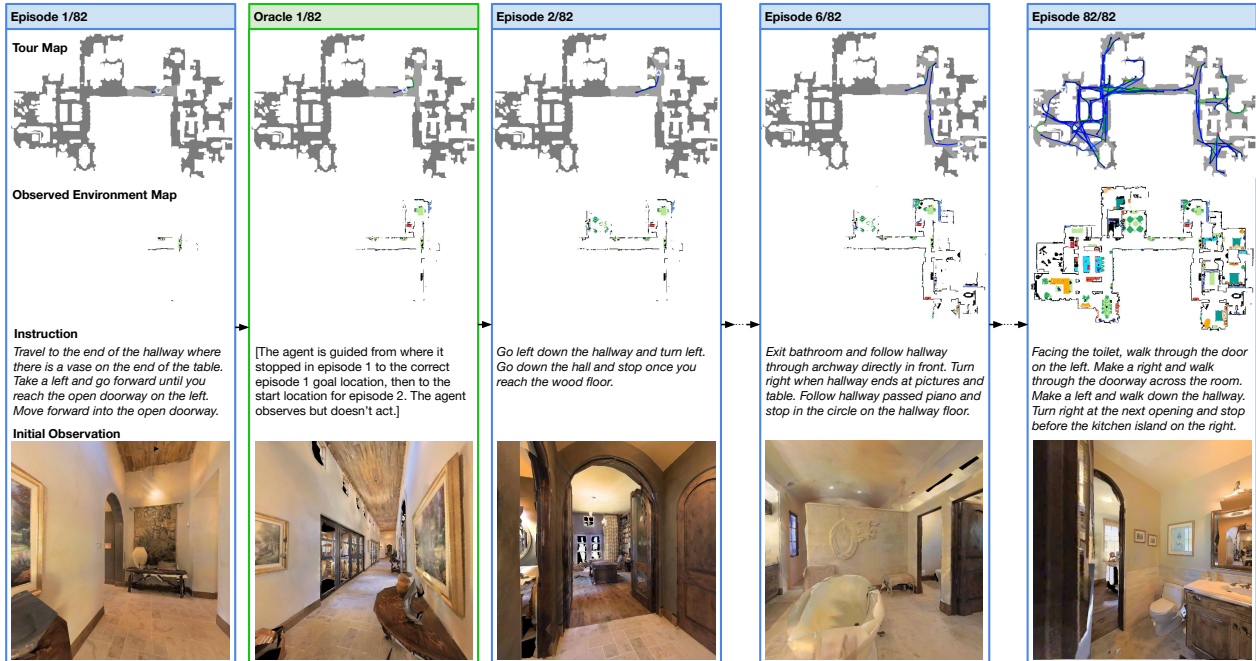 Episode 1/82
Oracle 1/82
Episode 2/82
Episode 6/82
Episode 82/82
Tour Map
Observed Environment Map
Instruction
Travel to the end of the hallway where
there is a vase on the end of the table.
Take a left and go forward until you
reach the open doorway on the left.
Move forward into the open doorway.
[The agent is guided from where it
stopped in episode 1 to the correct
episode 1 goal location, then to the
start location for episode 2. The agent
observes but doesn't act.]
Go left down the hallway and turn left.
Go down the hall and stop once you
reach the wood floor.
Exit bathroom and follow hallway
through archway directly in front. Turn
right when hallway ends at pictures and
table. Follow hallway passed piano and
stop in the circle on the hallway floor.
Facing the toilet, walk through the door
on the left. Make a right and walk
through the doorway across the room.
Make a left and walk down the hallway.
Turn right at the next opening and stop
before the kitchen island on the right.
Initial Observation